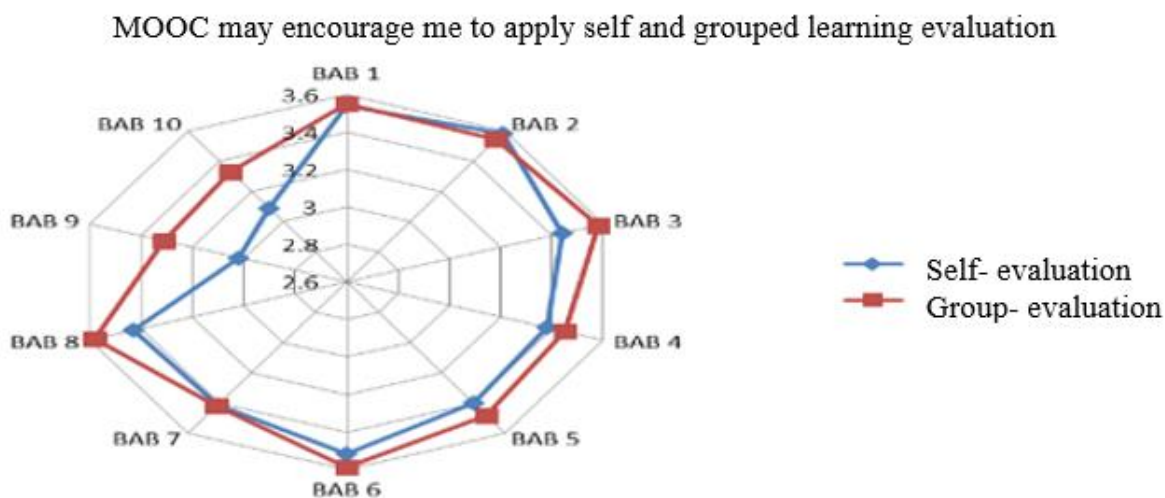 MOOC may encourage me to apply self and grouped learning evaluation
BAB 1
BAB 2
BAB 3
BAB 4
BAB 5
BAB 6
BAB 7
BAB 8
BAB 9
BAB 10
3.6
3.4
3.2
3
2.8
2.6
Self- evaluation
Group- evaluation